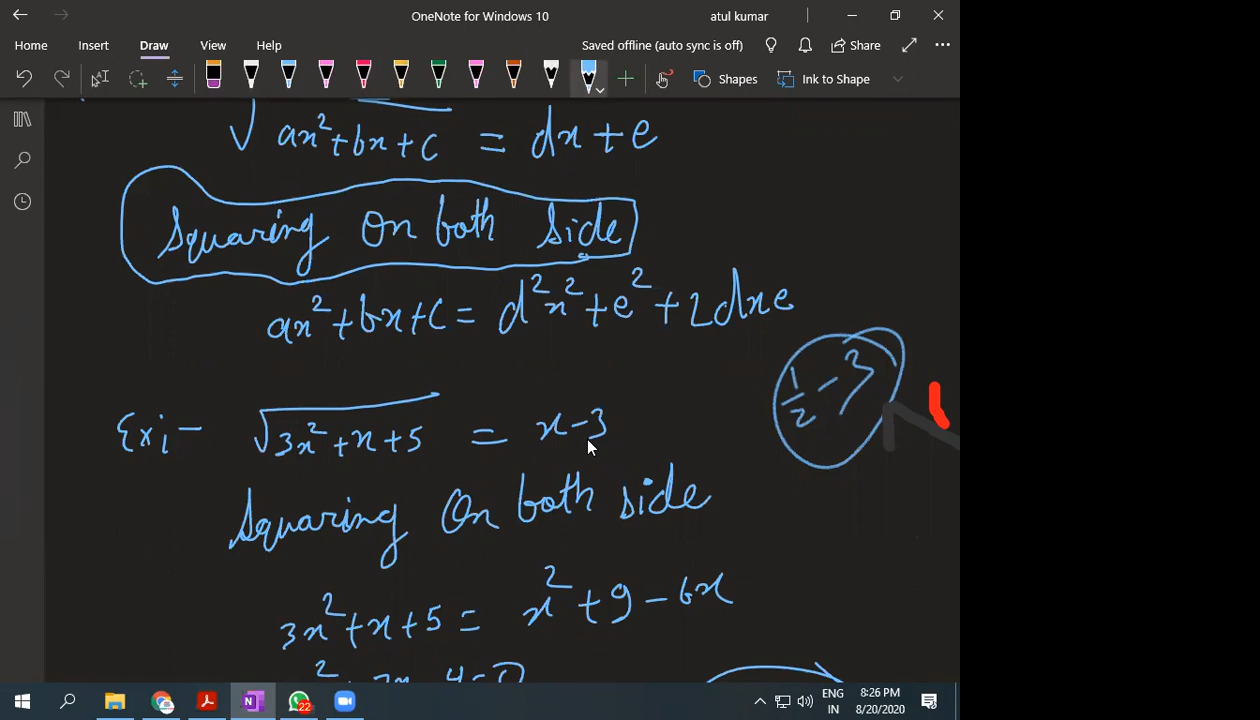 OneNote for Windows 10
atul kumar
Home Insert Draw View Help
Saved offline (auto sync is off)
Share
Shapes
Ink to Shape
√ax²+bx+c = dx+e
Squaring On both Side
ax²+bx+c = d²x²+e²+2dxe
1/2 - 3
Ex:- √3x²+x+5 = x-3
Squaring On both side
3x²+x+5 = x²+9-6x
22
ENG
IN
8:26 PM
8/20/2020